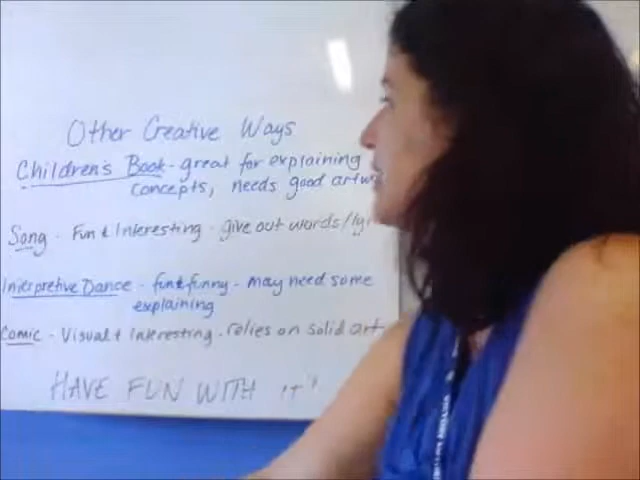 Other Creative Ways
Children's Book - great for explaining
concepts, needs good artw
Song - Fun & Interesting - give out words/lyr
Interpretive Dance - fun & funny - may need some
explaining
Comic - Visual & Interesting - relies on solid art
HAVE FUN WITH IT!